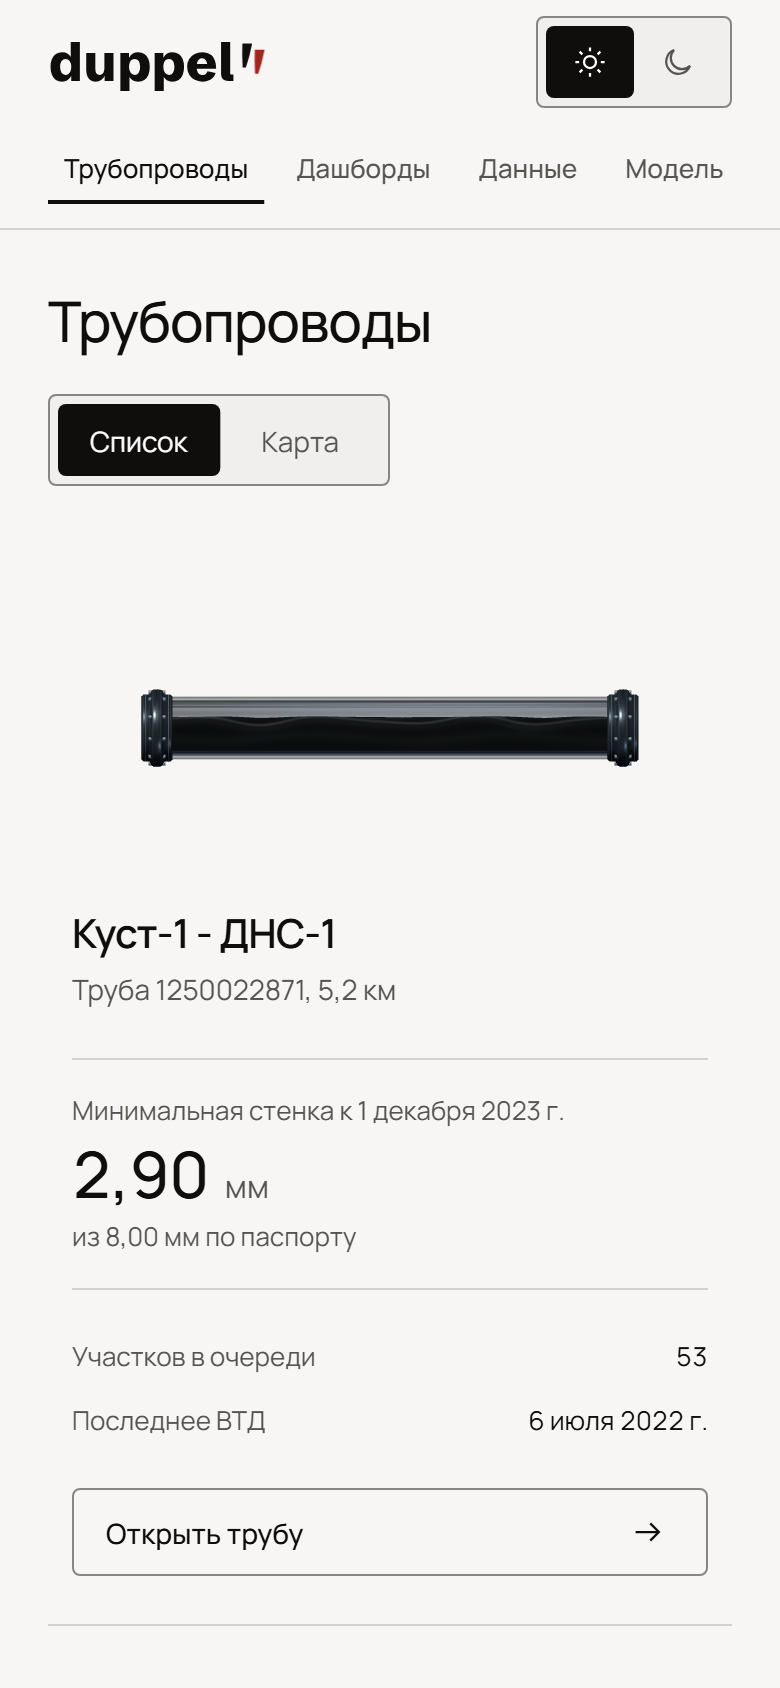 duppel
Трубопроводы Дашборды Данные Модель
Трубопроводы
Список Карта
Куст-1 - ДНС-1
Труба 1250022871, 5,2 км
Минимальная стенка к 1 декабря 2023 г.
2,90 мм
из 8,00 мм по паспорту
Участков в очереди 53
Последнее ВТД 6 июля 2022 г.
Открыть трубу →